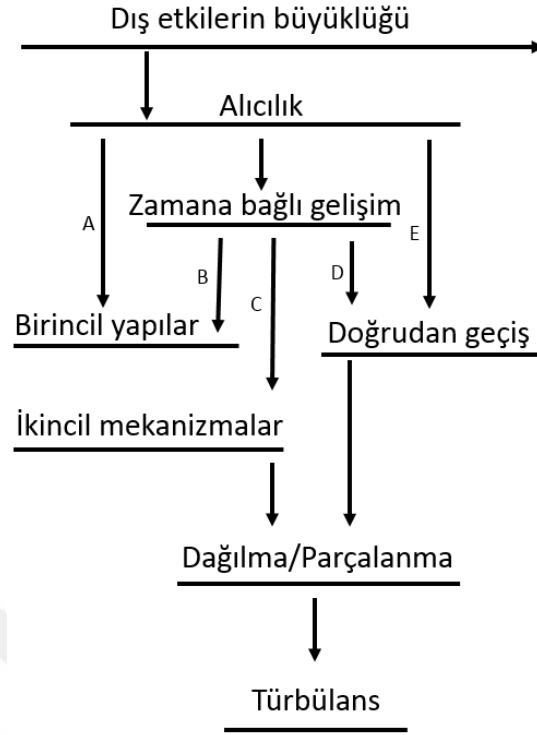 Dış etkilerin büyüklüğü
Alıcılık
Zamana bağlı gelişim
A
E
B
D
C
Birincil yapılar
Doğrudan geçiş
İkincil mekanizmalar
Dağılma/Parçalanma
Türbülans